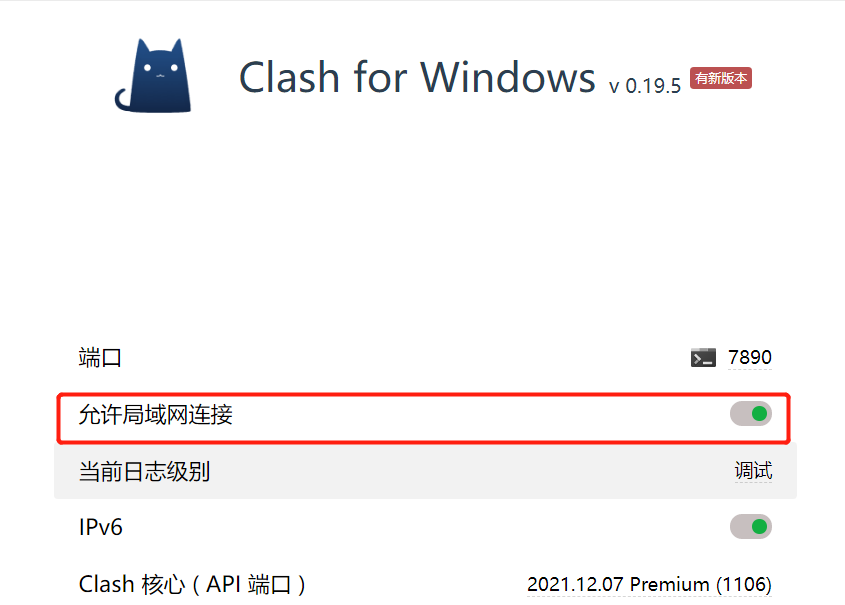 Clash for Windows v 0.19.5 有新版本
端口 7890
允许局域网连接
当前日志级别 调试
IPv6
Clash 核心 ( API 端口 ) 2021.12.07 Premium (1106)